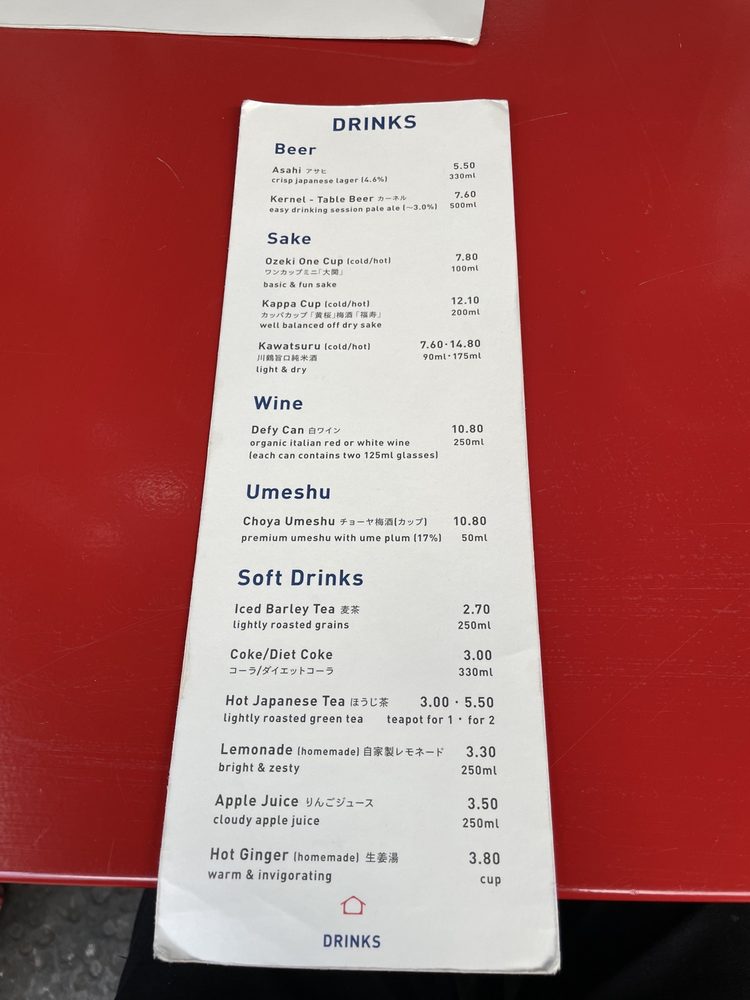 DRINKS
Beer
Asahi アサヒ 5.50
crisp japanese lager (4.6%) 330ml
Kernel - Table Beer カーネル 7.60
easy drinking session pale ale (~3.0%) 500ml
Sake
Ozeki One Cup (cold/hot) 7.80
ワンカップミニ「大関」 100ml
basic & fun sake
Kappa Cup (cold/hot) 12.10
カッパカップ「黄桜」梅酒「福寿」 200ml
well balanced off dry sake
Kawatsuru (cold/hot) 7.60・14.80
川鶴旨口純米酒 90ml・175ml
light & dry
Wine
Defy Can 白ワイン 10.80
organic italian red or white wine 250ml
(each can contains two 125ml glasses)
Umeshu
Choya Umeshu チョーヤ梅酒(カップ) 10.80
premium umeshu with ume plum (17%) 50ml
Soft Drinks
Iced Barley Tea 麦茶 2.70
lightly roasted grains 250ml
Coke/Diet Coke 3.00
コーラ/ダイエットコーラ 330ml
Hot Japanese Tea ほうじ茶 3.00・5.50
lightly roasted green tea teapot for 1・for 2
Lemonade (homemade) 自家製レモネード 3.30
bright & zesty 250ml
Apple Juice りんごジュース 3.50
cloudy apple juice 250ml
Hot Ginger (homemade) 生姜湯 3.80
warm & invigorating cup
DRINKS